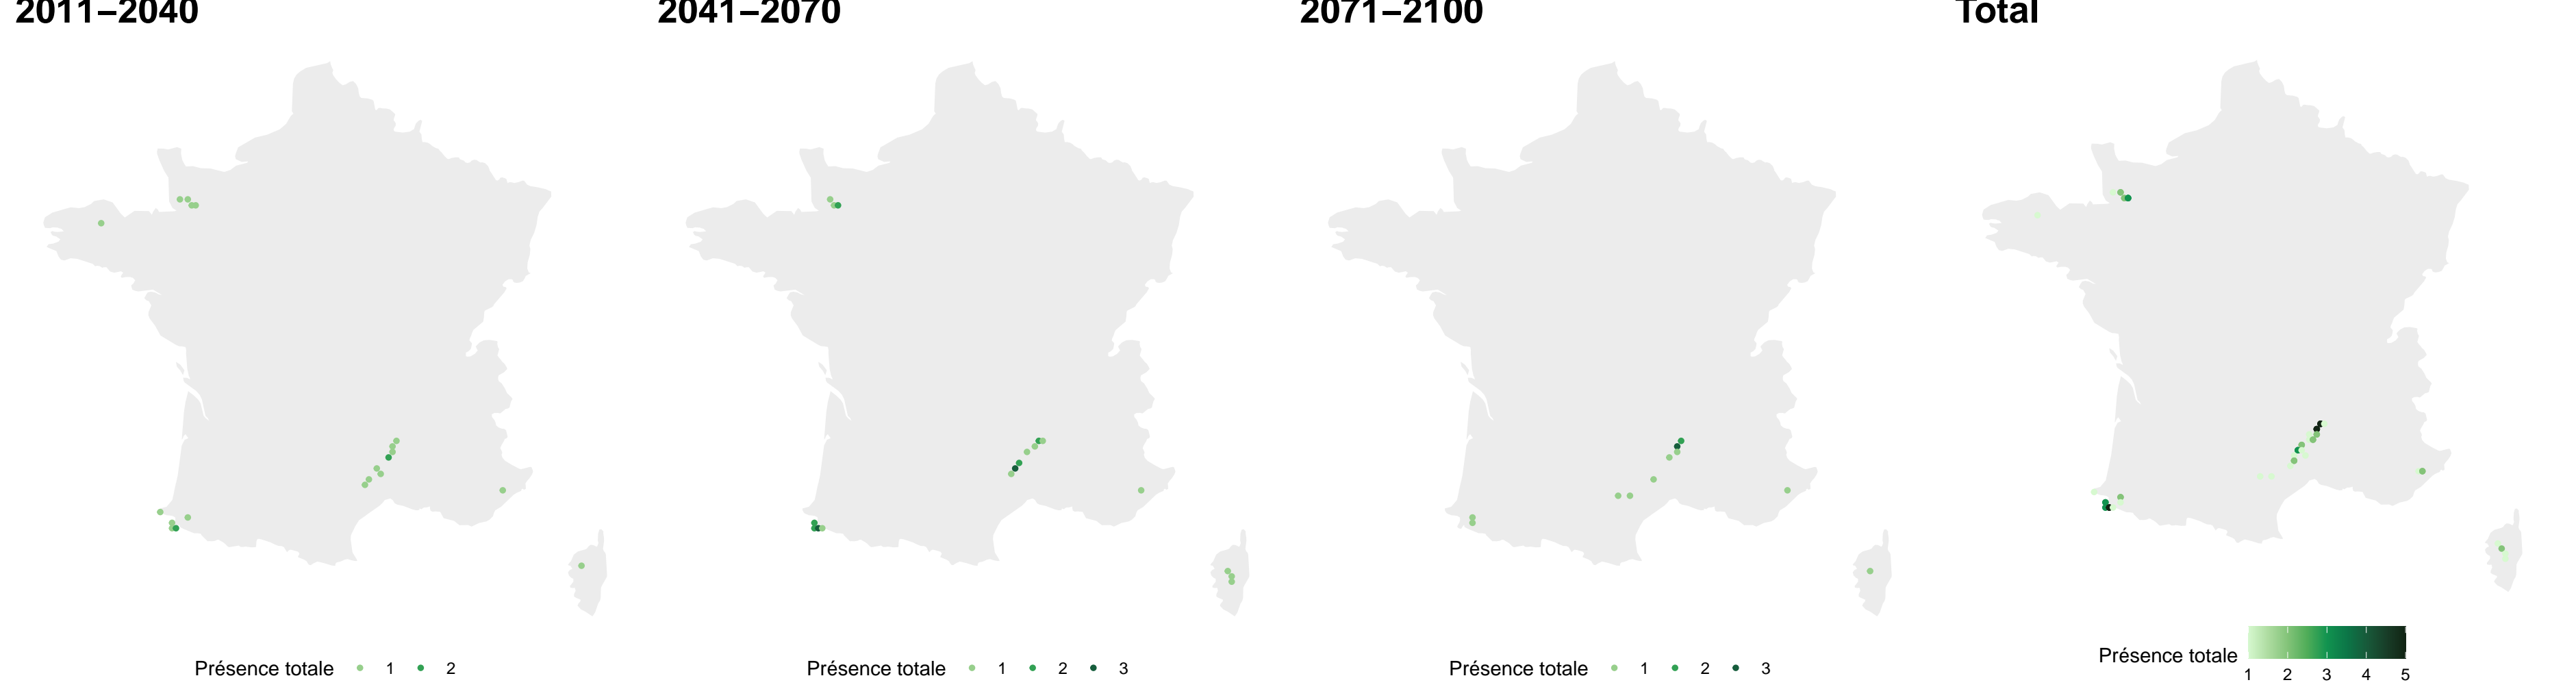 2011–2040
2041–2070
2071–2100
Total
Présence totale 1 2
Présence totale 1 2 3
Présence totale 1 2 3
Présence totale
1 2 3 4 5